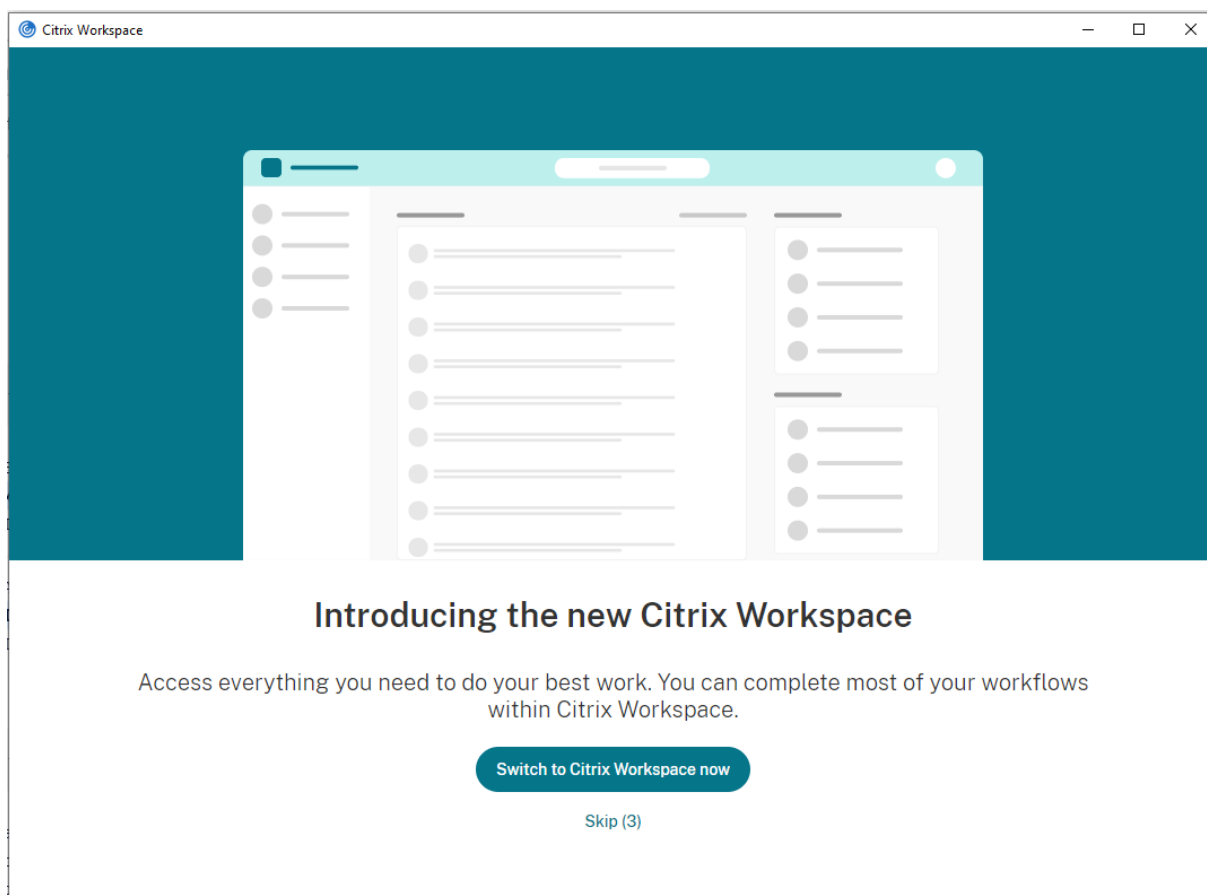 Citrix Workspace
Introducing the new Citrix Workspace
Access everything you need to do your best work. You can complete most of your workflows
within Citrix Workspace.
Switch to Citrix Workspace now
Skip (3)